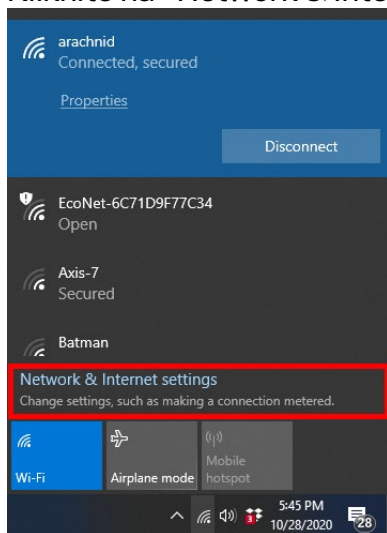 arachnid
Connected, secured
Properties
Disconnect
EcoNet-6C71D9F77C34
Open
Axis-7
Secured
Batman
Network & Internet settings
Change settings, such as making a connection metered.
Wi-Fi
Airplane mode
Mobile hotspot
5:45 PM
10/28/2020
28